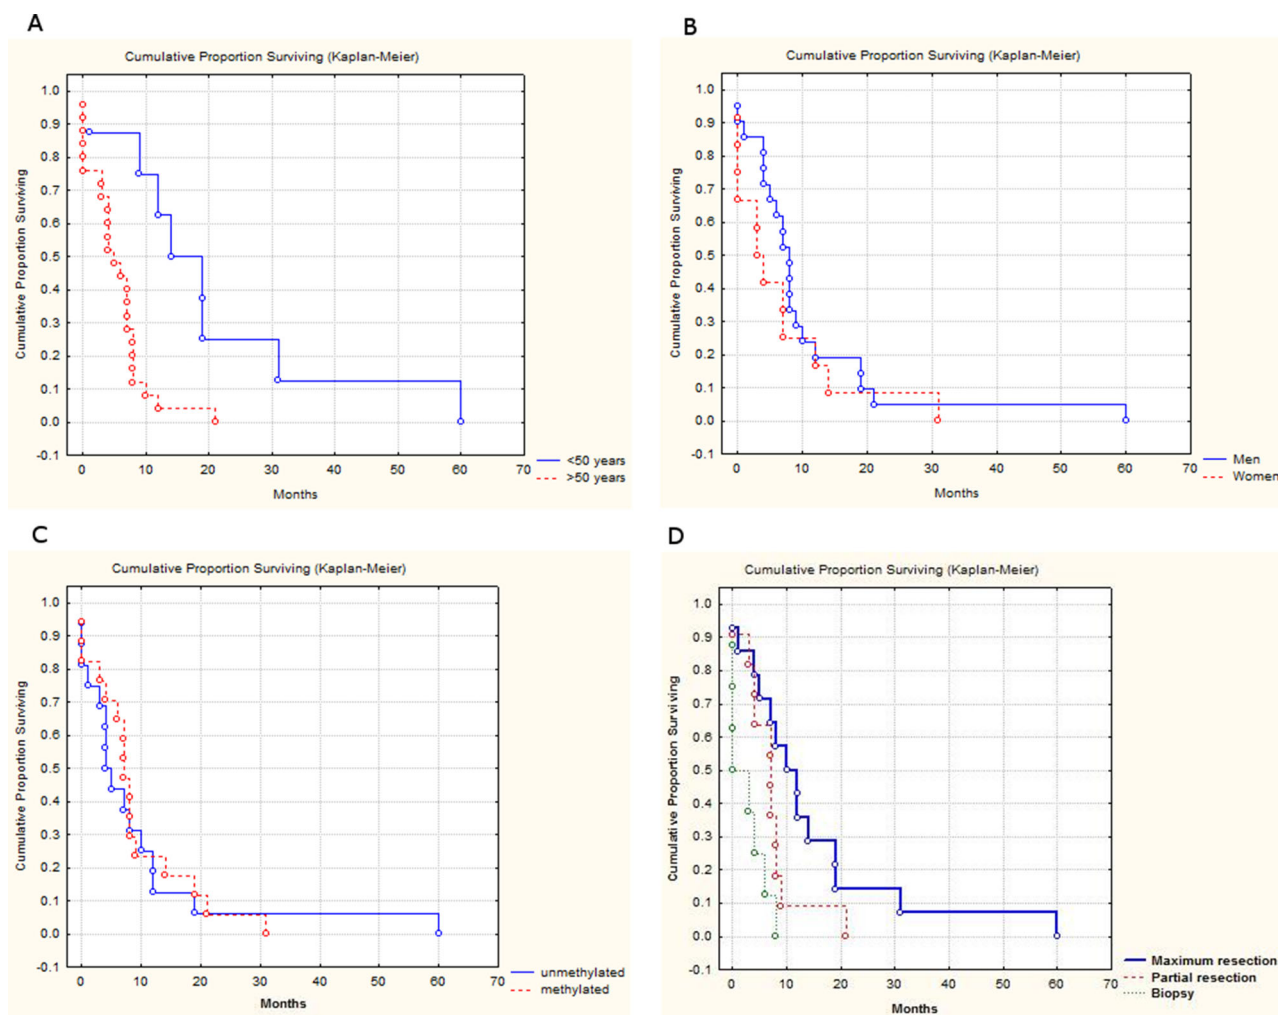 A
Cumulative Proportion Surviving (Kaplan-Meier)
Cumulative Proportion Surviving
1.0
0.9
0.8
0.7
0.6
0.5
0.4
0.3
0.2
0.1
0.0
-0.1
0 10 20 30 40 50 60 70
Months
<50 years
>50 years
B
Cumulative Proportion Surviving (Kaplan-Meier)
Cumulative Proportion Surviving
1.0
0.9
0.8
0.7
0.6
0.5
0.4
0.3
0.2
0.1
0.0
-0.1
0 10 20 30 40 50 60 70
Months
Men
Women
C
Cumulative Proportion Surviving (Kaplan-Meier)
Cumulative Proportion Surviving
1.0
0.9
0.8
0.7
0.6
0.5
0.4
0.3
0.2
0.1
0.0
-0.1
0 10 20 30 40 50 60 70
Months
unmethylated
methylated
D
Cumulative Proportion Surviving (Kaplan-Meier)
Cumulative Proportion Surviving
1.0
0.9
0.8
0.7
0.6
0.5
0.4
0.3
0.2
0.1
0.0
-0.1
0 10 20 30 40 50 60 70
Months
Maximum resection
Partial resection
Biopsy